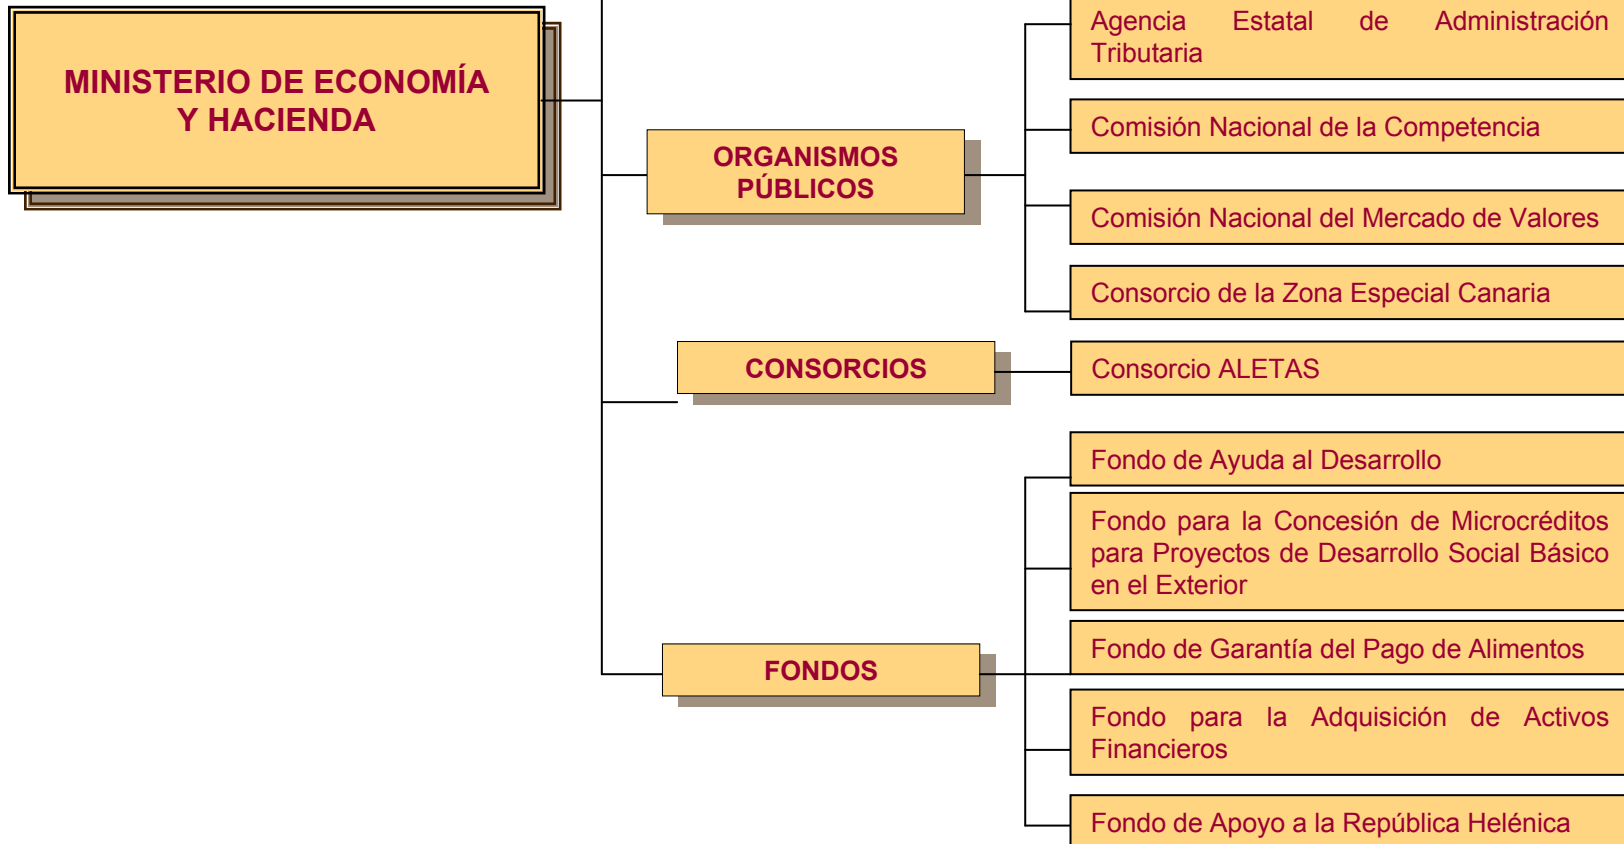 MINISTERIO DE ECONOMÍA
Y HACIENDA
ORGANISMOS
PÚBLICOS
Agencia Estatal de Administración
Tributaria
Comisión Nacional de la Competencia
Comisión Nacional del Mercado de Valores
Consorcio de la Zona Especial Canaria
CONSORCIOS
Consorcio ALETAS
FONDOS
Fondo de Ayuda al Desarrollo
Fondo para la Concesión de Microcréditos
para Proyectos de Desarrollo Social Básico
en el Exterior
Fondo de Garantía del Pago de Alimentos
Fondo para la Adquisición de Activos
Financieros
Fondo de Apoyo a la República Helénica